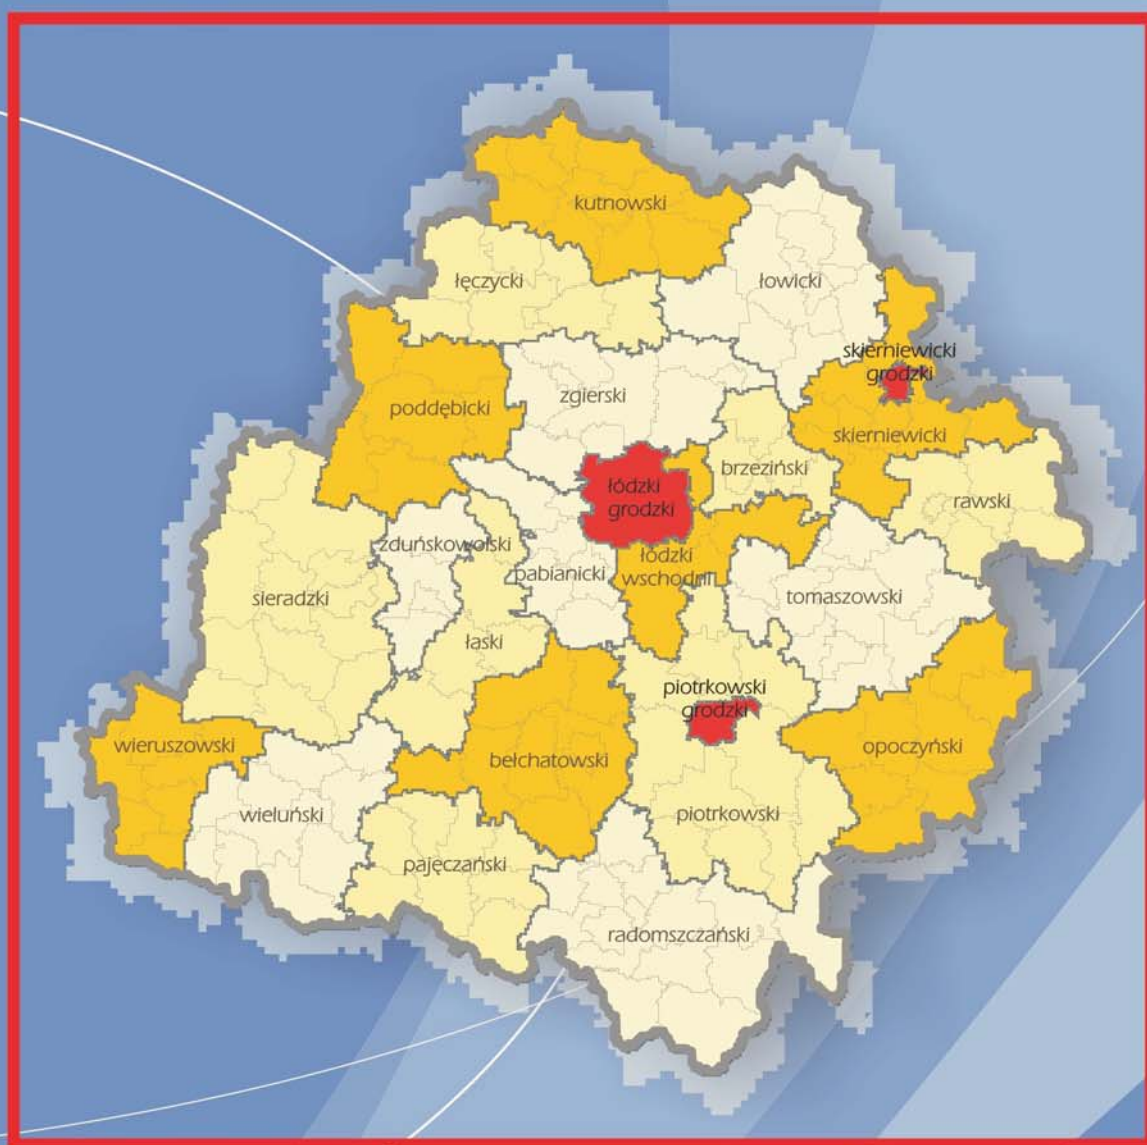 kutnowski
łęczycki
łowicki
skierniewicki
grodzki
zgierski
poddębicki
skierniewicki
brzeziński
łódzki
grodzki
rawski
zduńskowolski
łódzki
wschodni
pabianicki
sieradzki
tomaszowski
łaski
piotrkowski
grodzki
wieruszowski
opoczyński
bełchatowski
wieluński
piotrkowski
pajęczański
radomszczański